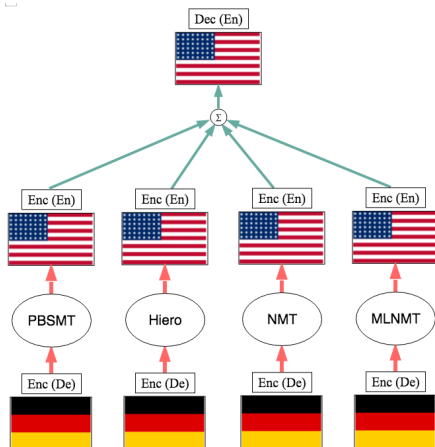 Dec (En)
Σ
Enc (En) Enc (En) Enc (En) Enc (En)
PBSMT Hiero NMT MLNMT
Enc (De) Enc (De) Enc (De) Enc (De)